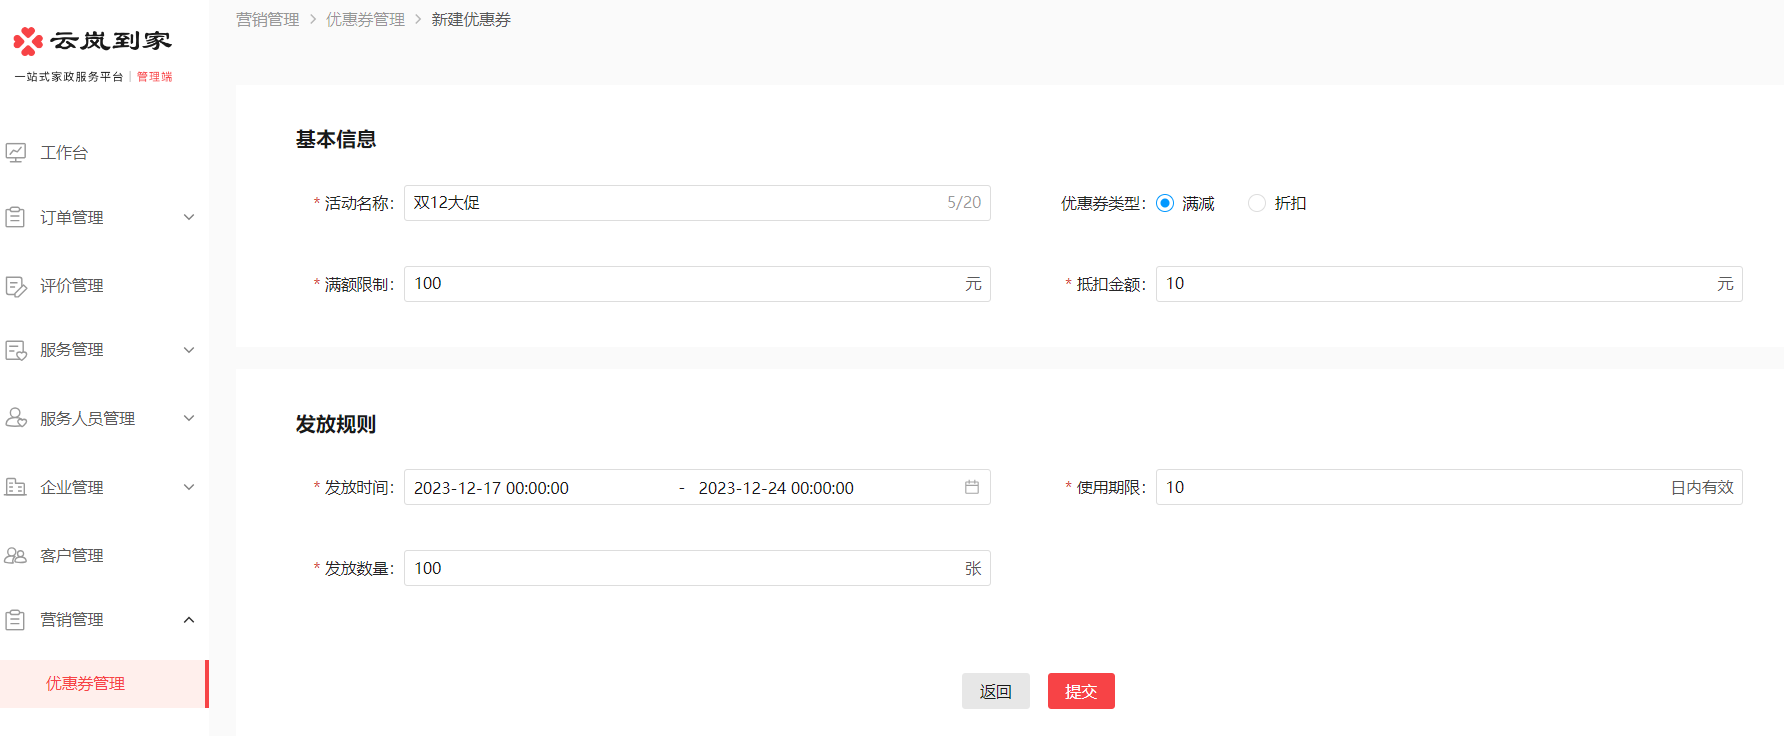 云岚到家
一站式家政服务平台 | 管理端
工作台
订单管理
评价管理
服务管理
服务人员管理
企业管理
客户管理
营销管理
优惠券管理
营销管理 > 优惠券管理 > 新建优惠券
基本信息
* 活动名称: 双12大促 5/20
优惠券类型: 满减 折扣
* 满额限制: 100 元
* 抵扣金额: 10 元
发放规则
* 发放时间: 2023-12-17 00:00:00 - 2023-12-24 00:00:00
* 使用期限: 10 日内有效
* 发放数量: 100 张
返回 提交